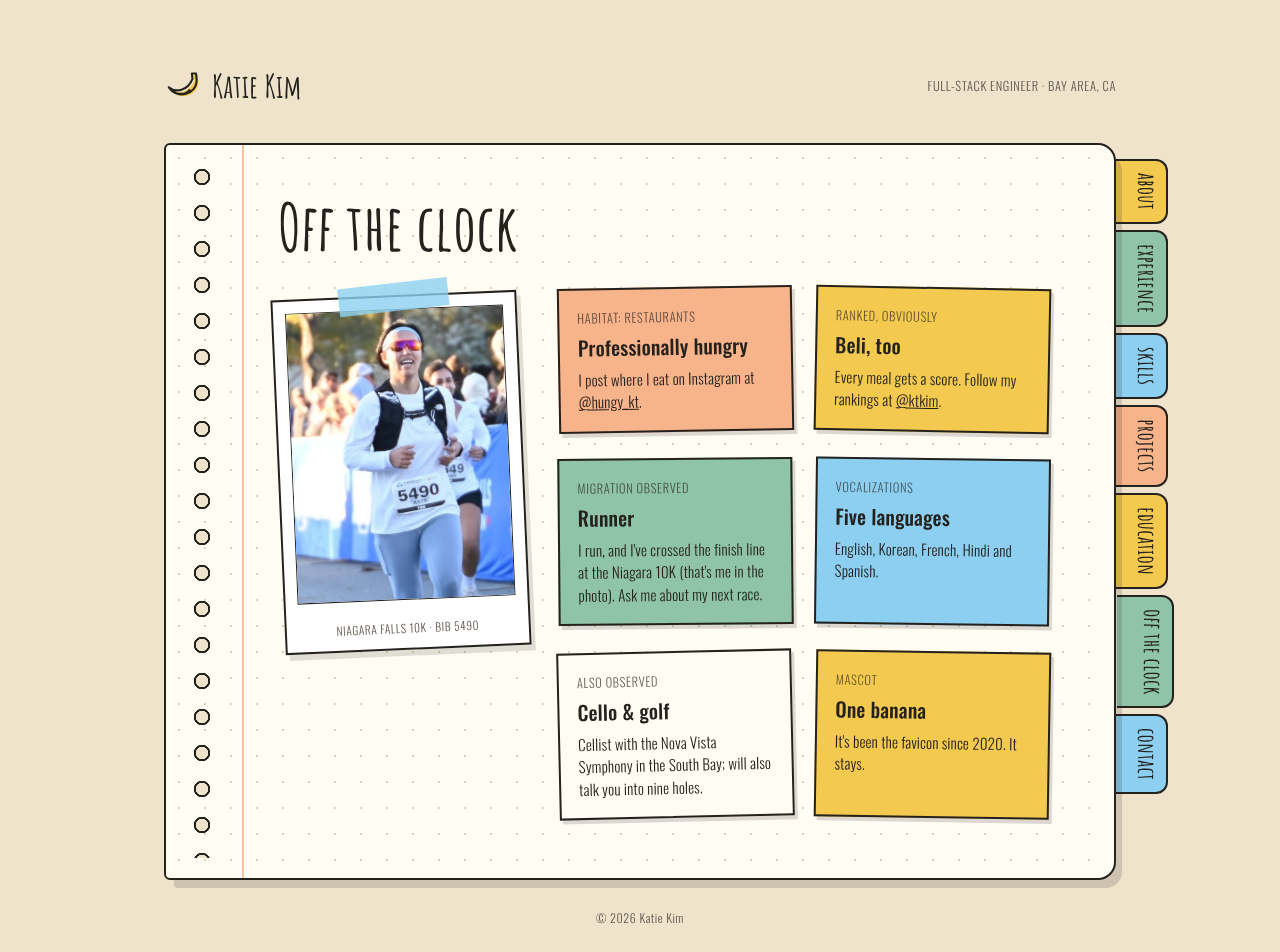 Katie Kim
FULL-STACK ENGINEER · BAY AREA, CA
Off the clock
5490
NIAGARA FALLS 10K · BIB 5490
HABITAT: RESTAURANTS
Professionally hungry
I post where I eat on Instagram at
@hungy_kt.
RANKED, OBVIOUSLY
Beli, too
Every meal gets a score. Follow my
rankings at @ktkim.
MIGRATION OBSERVED
Runner
I run, and I've crossed the finish line
at the Niagara 10K (that's me in the
photo). Ask me about my next race.
VOCALIZATIONS
Five languages
English, Korean, French, Hindi and
Spanish.
ALSO OBSERVED
Cello & golf
Cellist with the Nova Vista
Symphony in the South Bay; will also
talk you into nine holes.
MASCOT
One banana
It's been the favicon since 2020. It
stays.
ABOUT
EXPERIENCE
SKILLS
PROJECTS
EDUCATION
OFF THE CLOCK
CONTACT
© 2026 Katie Kim